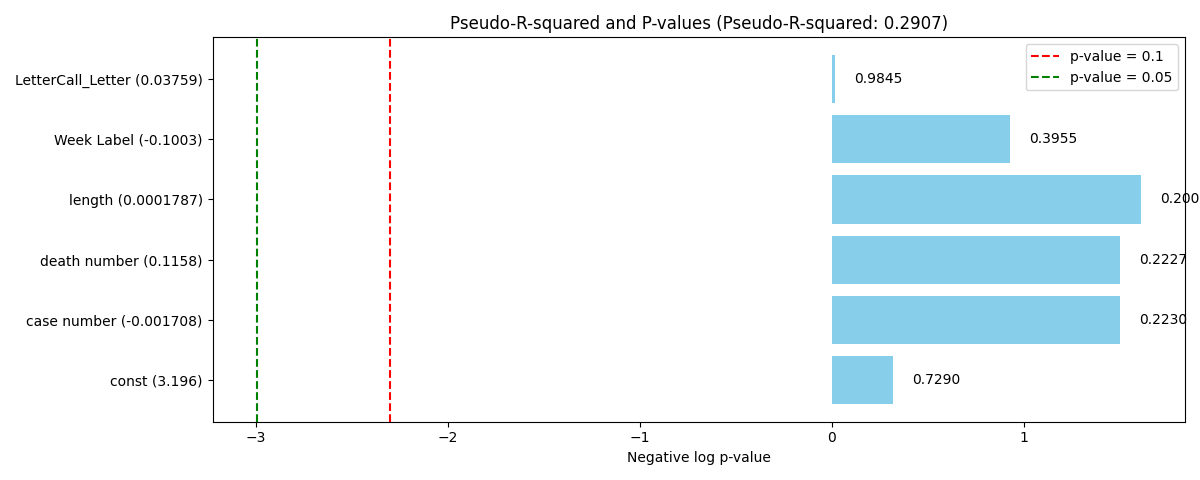 Pseudo-R-squared and P-values (Pseudo-R-squared: 0.2907)
p-value = 0.1
p-value = 0.05
LetterCall_Letter (0.03759)
0.9845
Week Label (-0.1003)
0.3955
length (0.0001787)
0.200
death number (0.1158)
0.2227
case number (-0.001708)
0.2230
const (3.196)
0.7290
−3
−2
−1
0
1
Negative log p-value